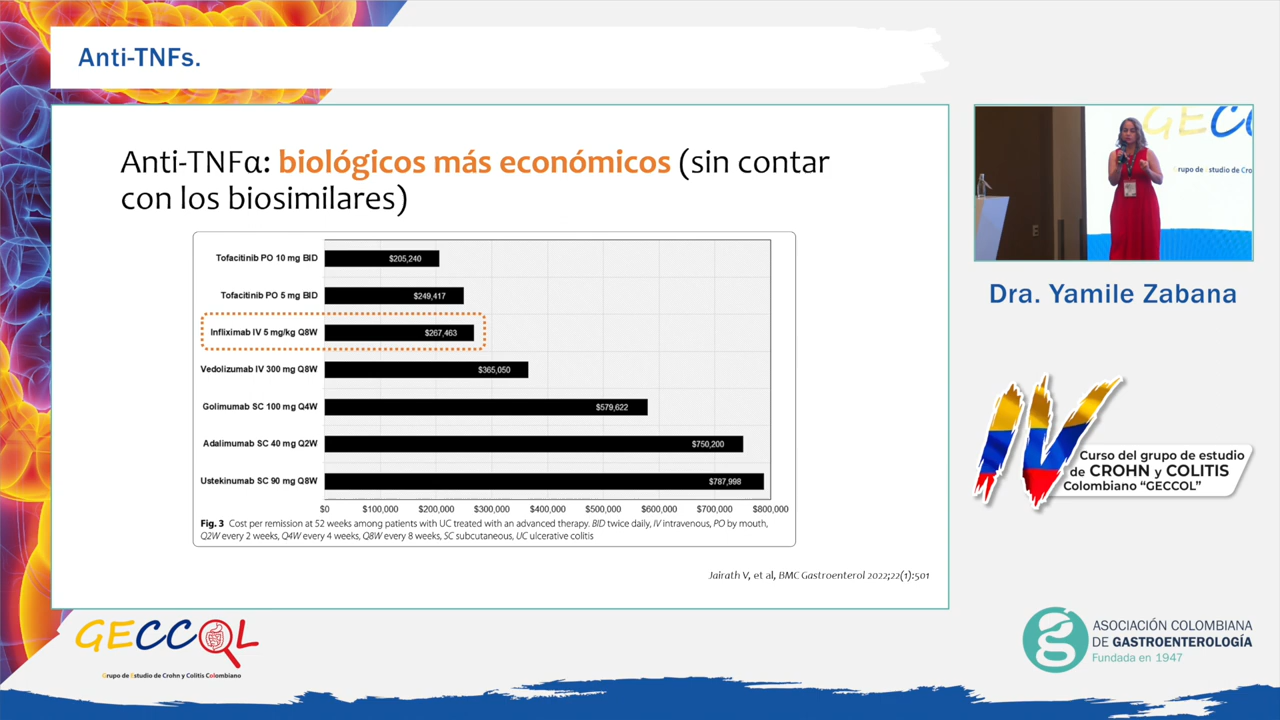 Anti-TNFs.
Anti-TNFα: biológicos más económicos (sin contar
con los biosimilares)
Tofacitinib PO 10 mg BID
$205,240
Tofacitinib PO 5 mg BID
$249,417
Infliximab IV 5 mg/kg Q8W
$267,463
Vedolizumab IV 300 mg Q8W
$365,050
Golimumab SC 100 mg Q4W
$579,622
Adalimumab SC 40 mg Q2W
$750,200
Ustekinumab SC 90 mg Q8W
$787,998
$0 $100,000 $200,000 $300,000 $400,000 $500,000 $600,000 $700,000 $800,000
Fig. 3 Cost per remission at 52 weeks among patients with UC treated with an advanced therapy. BID twice daily, IV intravenous, PO by mouth,
Q2W every 2 weeks, Q4W every 4 weeks, Q8W every 8 weeks, SC subcutaneous, UC ulcerative colitis
Jairath V, et al, BMC Gastroenterol 2022;22(1):501
GEC
rupo de Estudio de Cro
Dra. Yamile Zabana
IV
Curso del grupo de estudio
de CROHN y COLITIS
Colombiano “GECCOL”
GECCOL
Grupo de Estudio de Crohn y Colitis Colombiano
ASOCIACIÓN COLOMBIANA
DE GASTROENTEROLOGÍA
Fundada en 1947